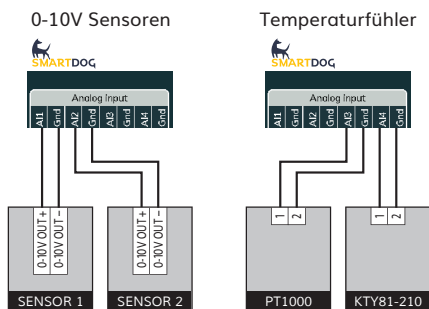 0-10V Sensoren
SMARTDOG
Analog Input
AI1 Gnd AI2 Gnd AI3 Gnd AI4 Gnd
0-10V OUT +
0-10V OUT −
SENSOR 1
0-10V OUT +
0-10V OUT −
SENSOR 2
Temperaturfühler
SMARTDOG
Analog Input
AI1 Gnd AI2 Gnd AI3 Gnd AI4 Gnd
1 2
PT1000
1 2
KTY81-210